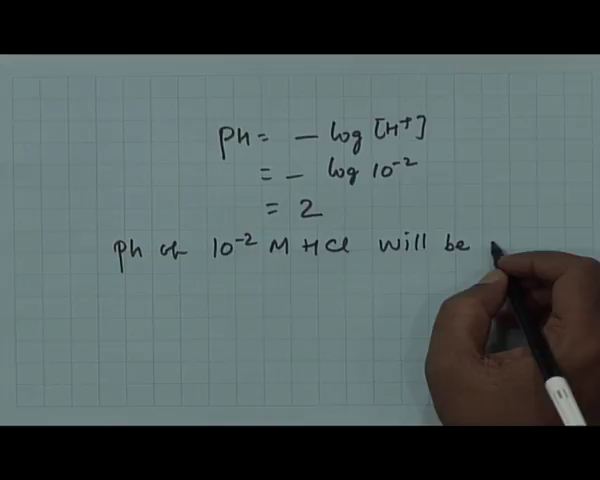 Ph = - log [H+]
= - log 10⁻²
= 2
Ph of 10⁻² M HCl will be